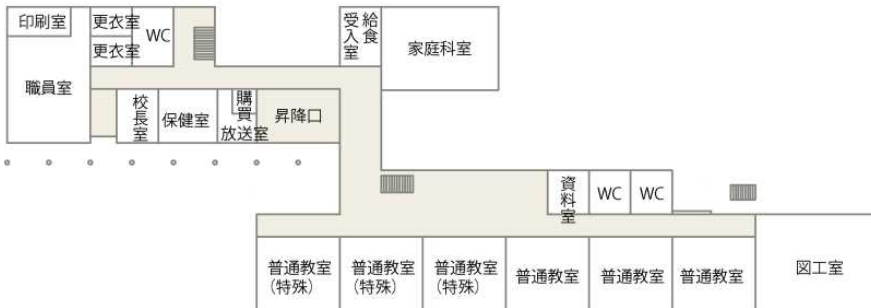 印刷室
更衣室
WC
給食
受入室
更衣室
家庭科室
職員室
校長室
保健室
購買
放送室
昇降口
資料室
WC
WC
普通教室
(特殊)
普通教室
(特殊)
普通教室
(特殊)
普通教室
普通教室
普通教室
図工室